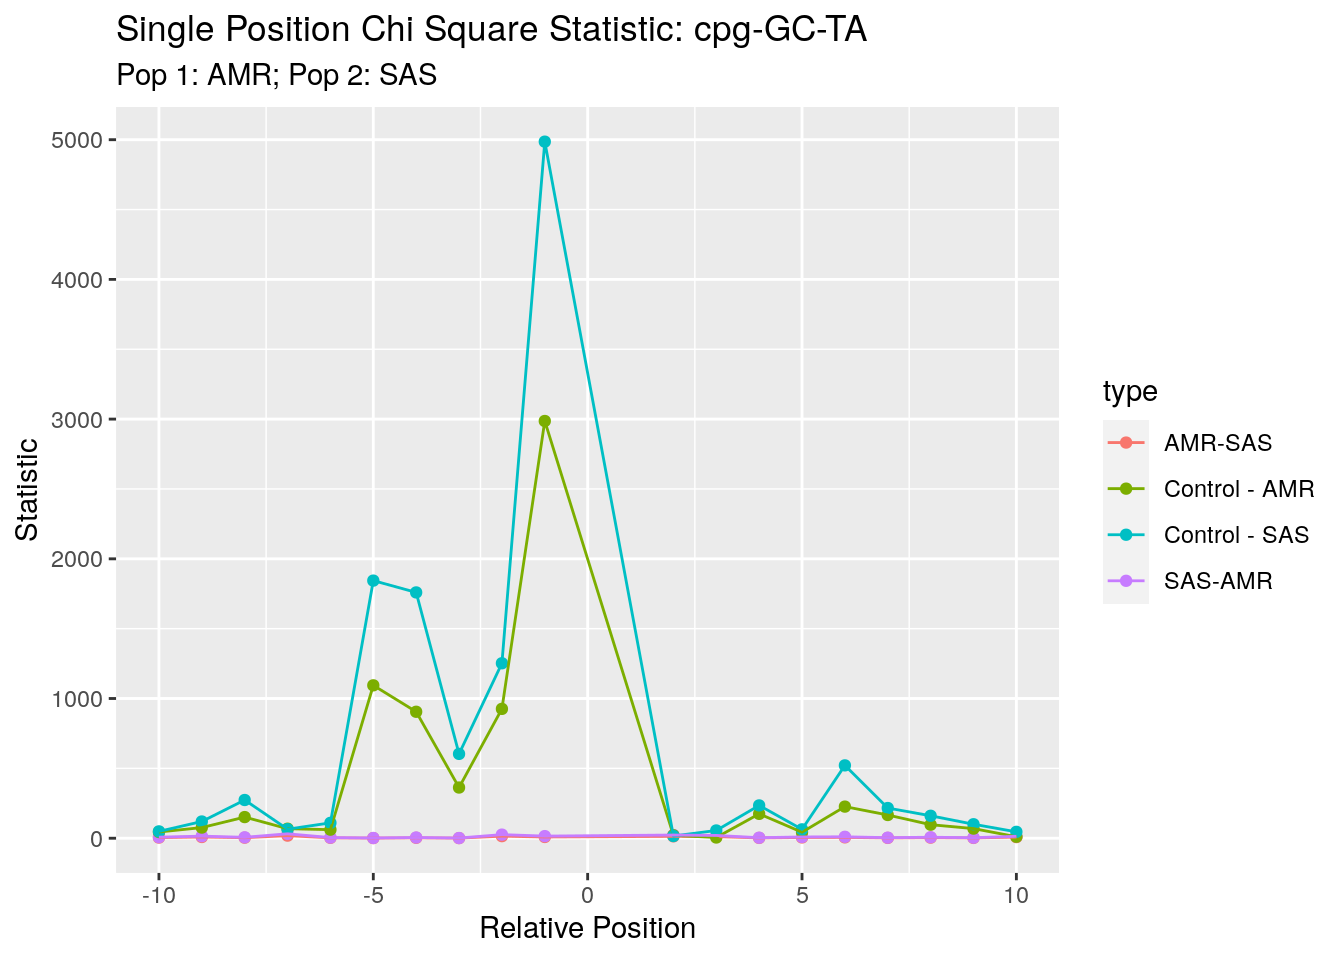 Single Position Chi Square Statistic: cpg-GC-TA
Pop 1: AMR; Pop 2: SAS
5000
4000
3000
2000
1000
0
Statistic
-10
-5
0
5
10
Relative Position
type
AMR-SAS
Control - AMR
Control - SAS
SAS-AMR